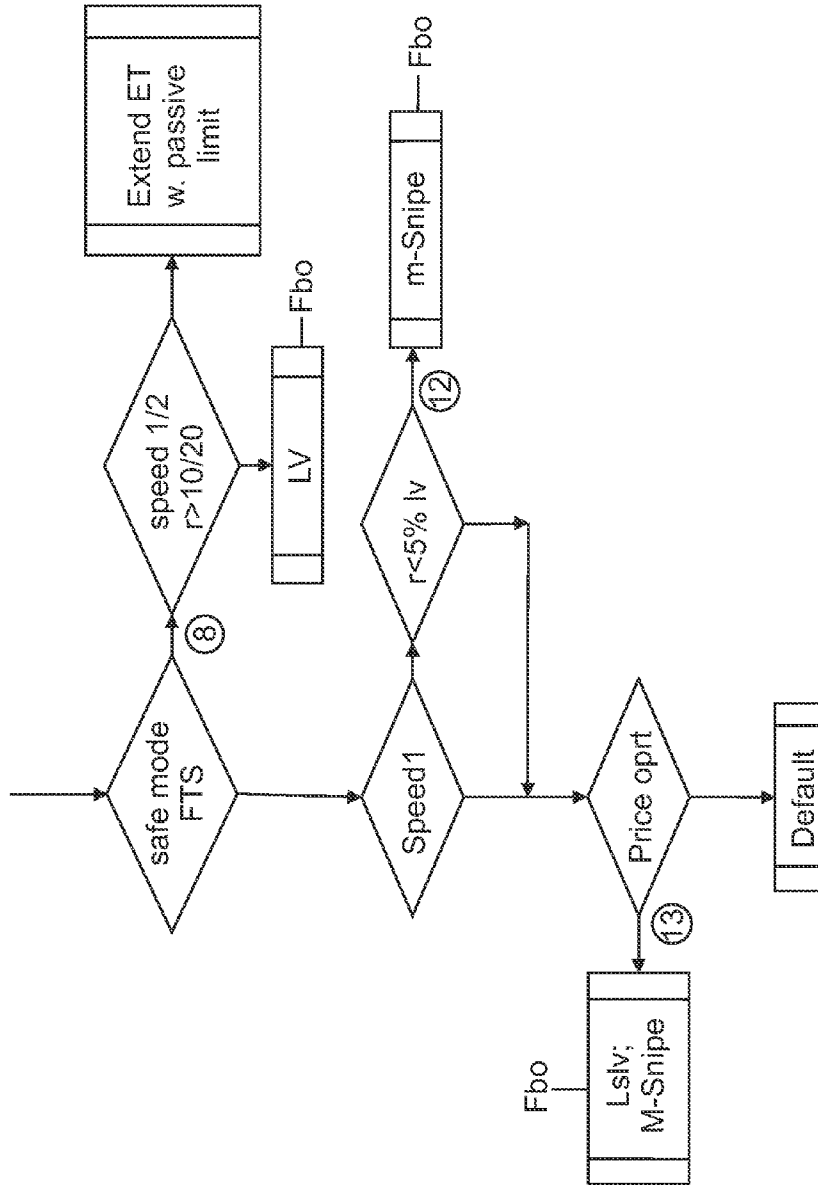 safe mode
FTS
8
speed 1/2
r>10/20
Extend ET
w. passive
limit
LV
Fbo
Speed1
r<5% lv
12
m-Snipe
Fbo
Price oprt
13
Fbo
Lslv;
M-Snipe
Default